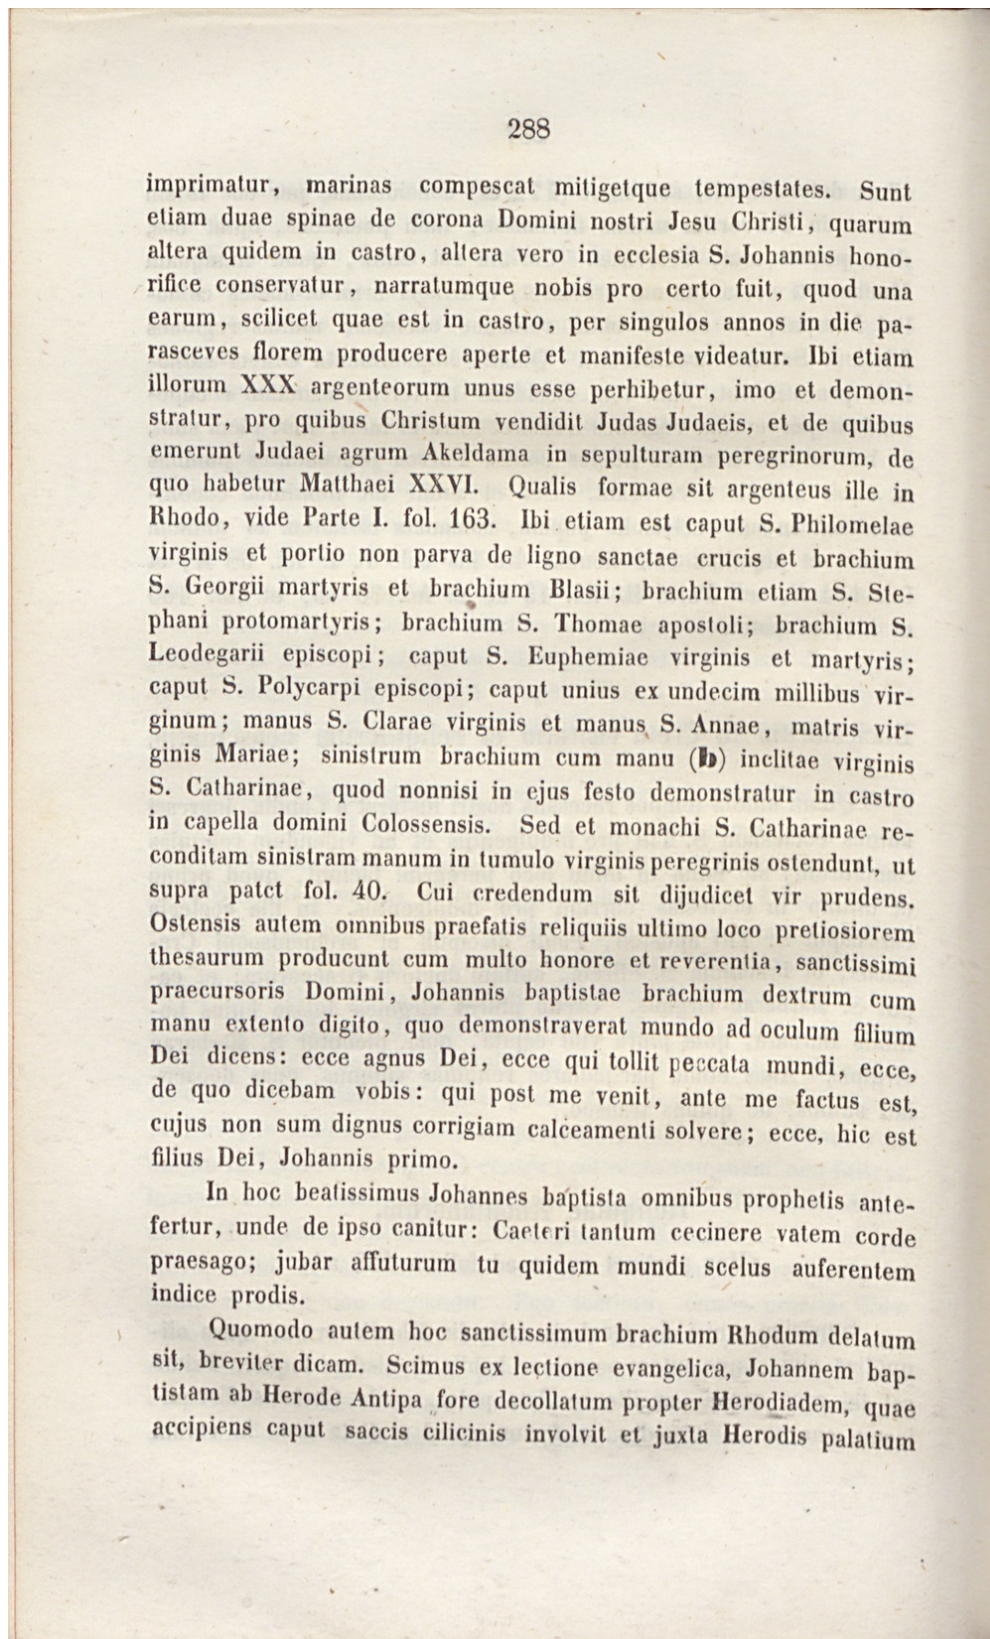 288
imprimatur, marinas compescat mitigetque tempestates. Sunt
etiam duae spinae de corona Domini nostri Jesu Christi, quarum
altera quidem in castro, altera vero in ecclesia S. Johannis hono-
rifice conservatur, narratumque nobis pro certo fuit, quod una
earum, scilicet quae est in castro, per singulos annos in die pa-
rasceves florem producere aperte et manifeste videatur. Ibi etiam
illorum XXX argenteorum unus esse perhibetur, imo et demon-
stratur, pro quibus Christum vendidit Judas Judaeis, et de quibus
emerunt Judaei agrum Akeldama in sepulturam peregrinorum, de
quo habetur Matthaei XXVI. Qualis formae sit argenteus ille in
Rhodo, vide Parte I. fol. 163. Ibi etiam est caput S. Philomelae
virginis et portio non parva de ligno sanctae crucis et brachium
S. Georgii martyris et brachium Blasii; brachium etiam S. Ste-
phani protomartyris; brachium S. Thomae apostoli; brachium S.
Leodegarii episcopi; caput S. Euphemiae virginis et martyris;
caput S. Polycarpi episcopi; caput unius ex undecim millibus vir-
ginum; manus S. Clarae virginis et manus S. Annae, matris vir-
ginis Mariae; sinistrum brachium cum manu (b) inclitae virginis
S. Catharinae, quod nonnisi in ejus festo demonstratur in castro
in capella domini Colossensis. Sed et monachi S. Catharinae re-
conditam sinistram manum in tumulo virginis peregrinis ostendunt, ut
supra patet fol. 40. Cui credendum sit dijudicet vir prudens.
Ostensis autem omnibus praefatis reliquiis ultimo loco pretiosiorem
thesaurum producunt cum multo honore et reverentia, sanctissimi
praecursoris Domini, Johannis baptistae brachium dextrum cum
manu extento digito, quo demonstraverat mundo ad oculum filium
Dei dicens: ecce agnus Dei, ecce qui tollit peccata mundi, ecce,
de quo dicebam vobis: qui post me venit, ante me factus est,
cujus non sum dignus corrigiam calceamenti solvere; ecce, hic est
filius Dei, Johannis primo.
In hoc beatissimus Johannes baptista omnibus prophetis ante-
fertur, unde de ipso canitur: Caeteri tantum cecinere vatem corde
praesago; jubar affuturum tu quidem mundi scelus auferentem
indice prodis.
Quomodo autem hoc sanctissimum brachium Rhodum delatum
sit, breviter dicam. Scimus ex lectione evangelica, Johannem bap-
tistam ab Herode Antipa fore decollatum propter Herodiadem, quae
accipiens caput saccis cilicinis involvit et juxta Herodis palatium